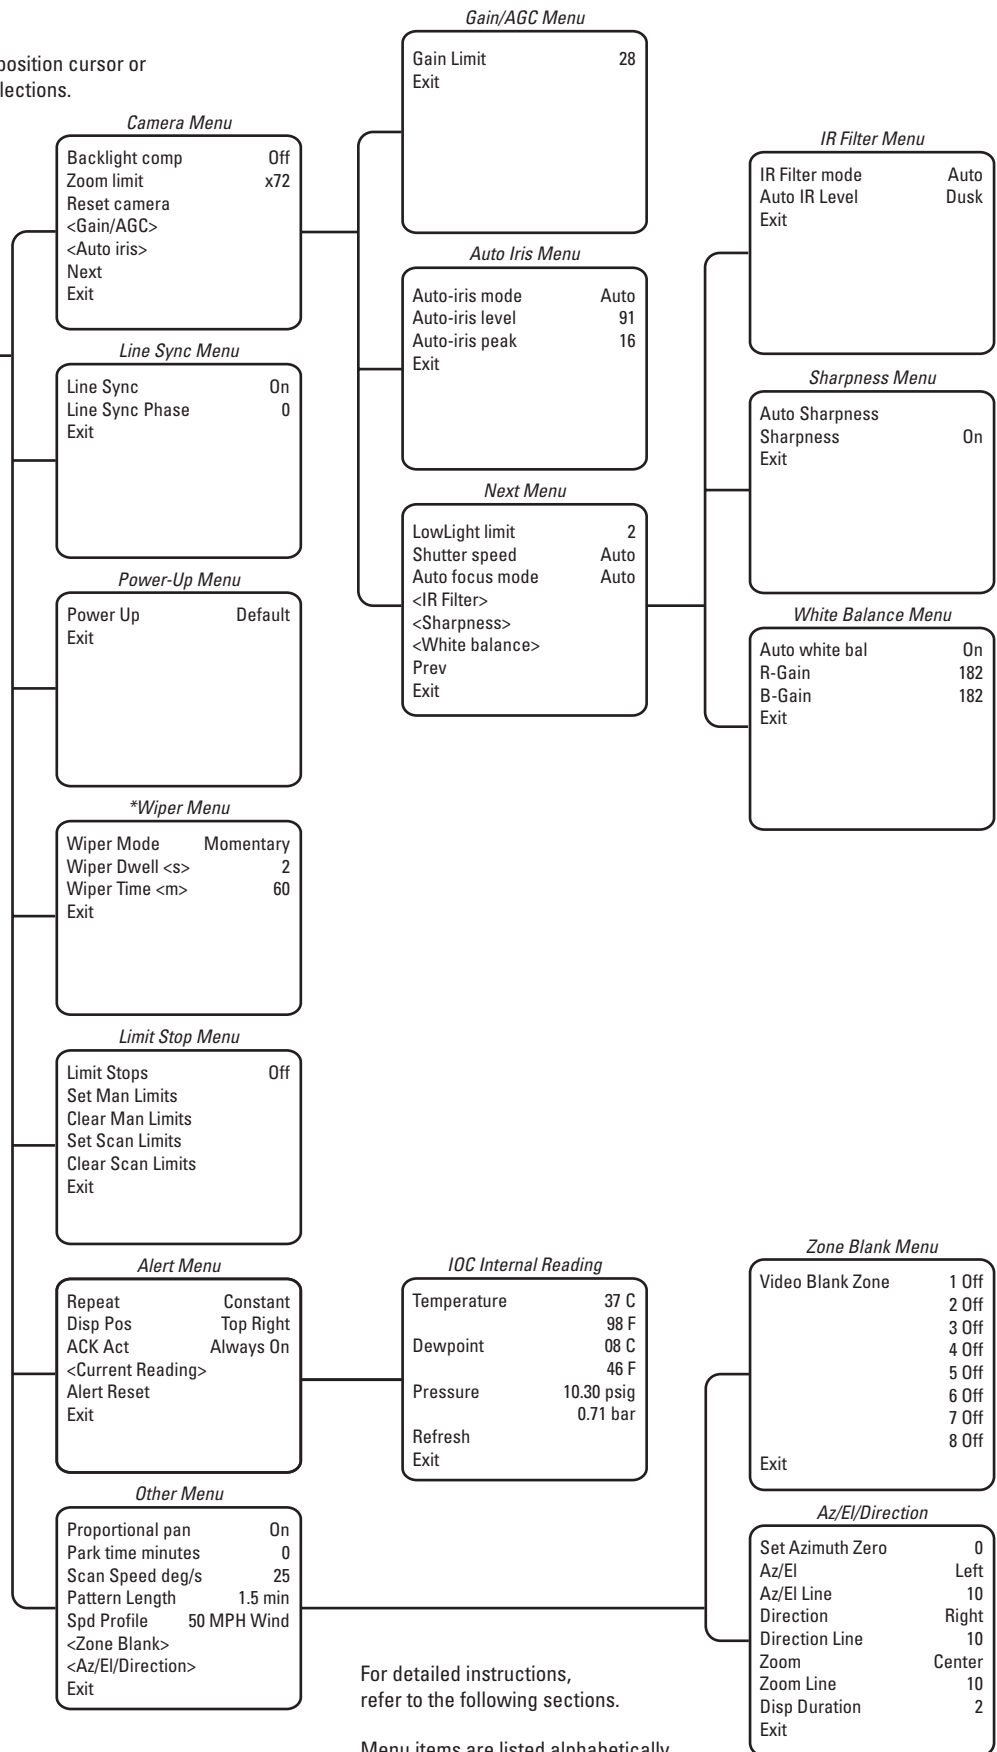 position cursor or
lections.
Camera Menu
Backlight comp Off
Zoom limit x72
Reset camera
<Gain/AGC>
<Auto iris>
Next
Exit
Line Sync Menu
Line Sync On
Line Sync Phase 0
Exit
Power-Up Menu
Power Up Default
Exit
*Wiper Menu
Wiper Mode Momentary
Wiper Dwell <s> 2
Wiper Time <m> 60
Exit
Limit Stop Menu
Limit Stops Off
Set Man Limits
Clear Man Limits
Set Scan Limits
Clear Scan Limits
Exit
Alert Menu
Repeat Constant
Disp Pos Top Right
ACK Act Always On
<Current Reading>
Alert Reset
Exit
Other Menu
Proportional pan On
Park time minutes 0
Scan Speed deg/s 25
Pattern Length 1.5 min
Spd Profile 50 MPH Wind
<Zone Blank>
<Az/El/Direction>
Exit
Gain/AGC Menu
Gain Limit 28
Exit
Auto Iris Menu
Auto-iris mode Auto
Auto-iris level 91
Auto-iris peak 16
Exit
Next Menu
LowLight limit 2
Shutter speed Auto
Auto focus mode Auto
<IR Filter>
<Sharpness>
<White balance>
Prev
Exit
IOC Internal Reading
Temperature 37 C
98 F
Dewpoint 08 C
46 F
Pressure 10.30 psig
0.71 bar
Refresh
Exit
IR Filter Menu
IR Filter mode Auto
Auto IR Level Dusk
Exit
Sharpness Menu
Auto Sharpness
Sharpness On
Exit
White Balance Menu
Auto white bal On
R-Gain 182
B-Gain 182
Exit
Zone Blank Menu
Video Blank Zone 1 Off
2 Off
3 Off
4 Off
5 Off
6 Off
7 Off
8 Off
Exit
Az/El/Direction
Set Azimuth Zero 0
Az/El Left
Az/El Line 10
Direction Right
Direction Line 10
Zoom Center
Zoom Line 10
Disp Duration 2
Exit
For detailed instructions,
refer to the following sections.
Menu items are listed alphabetically